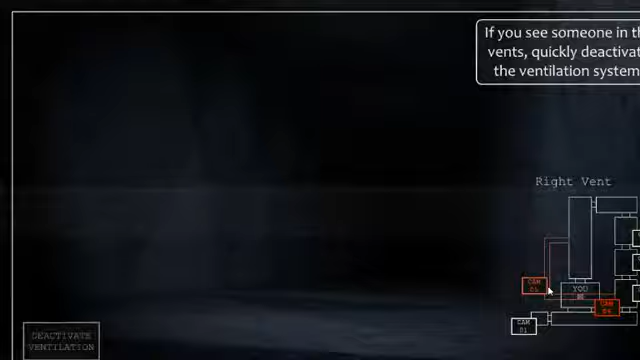 If you see someone in th
vents, quickly deactivat
the ventilation system
Right Vent
CAM
YOU
CAM
CAM
01
DEACTIVATE
VENTILATION